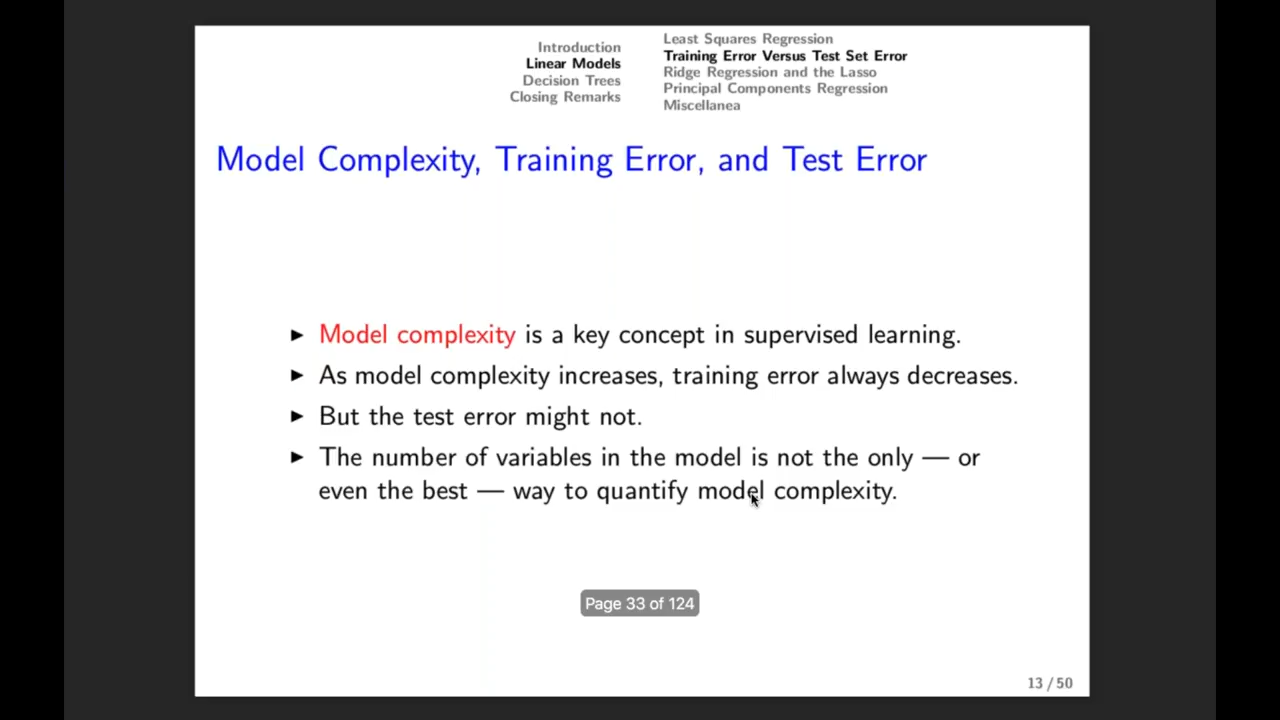 Introduction
Linear Models
Decision Trees
Closing Remarks
Least Squares Regression
Training Error Versus Test Set Error
Ridge Regression and the Lasso
Principal Components Regression
Miscellanea
Model Complexity, Training Error, and Test Error
► Model complexity is a key concept in supervised learning.
► As model complexity increases, training error always decreases.
► But the test error might not.
► The number of variables in the model is not the only — or
even the best — way to quantify model complexity.
Page 33 of 124
13 / 50